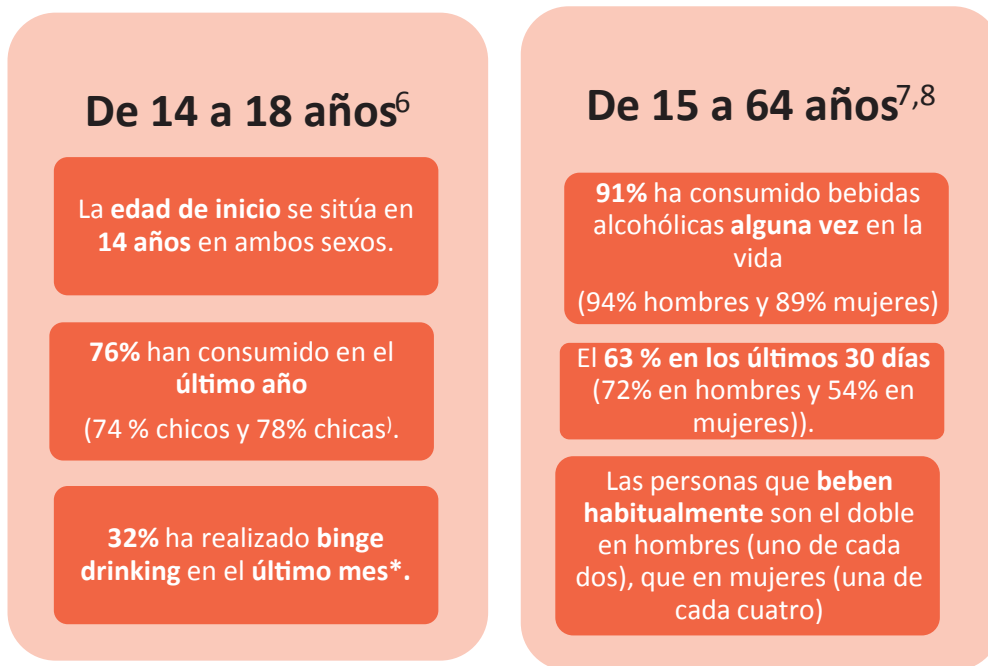 De 14 a 18 años6
La edad de inicio se sitúa en
14 años en ambos sexos.
76% han consumido en el
último año
(74 % chicos y 78% chicas).
32% ha realizado binge
drinking en el último mes*.
De 15 a 64 años7,8
91% ha consumido bebidas
alcohólicas alguna vez en la
vida
(94% hombres y 89% mujeres)
El 63 % en los últimos 30 días
(72% en hombres y 54% en
mujeres)).
Las personas que beben
habitualmente son el doble
en hombres (uno de cada
dos), que en mujeres (una de
cada cuatro)